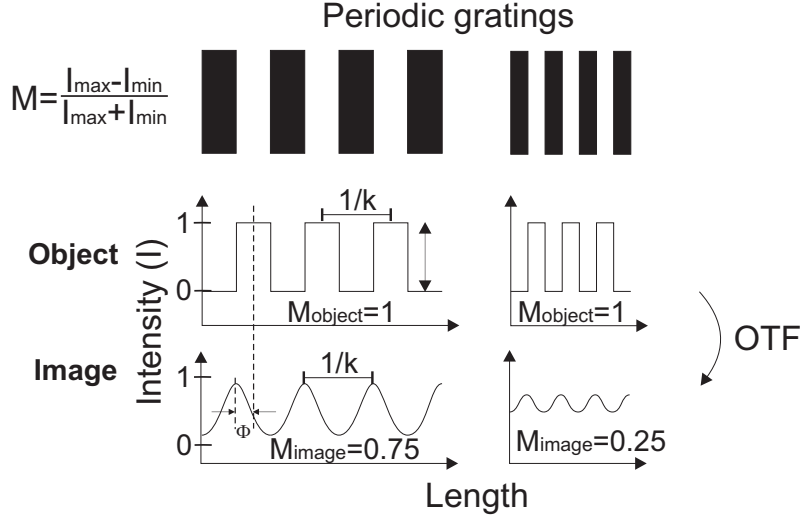 Periodic gratings
M=Imax-Imin/Imax+Imin
1/k
1
Object
0
Mobject=1
Mobject=1
Intensity (I)
OTF
Image
1/k
1
Φ
0
Mimage=0.75
Mimage=0.25
Length